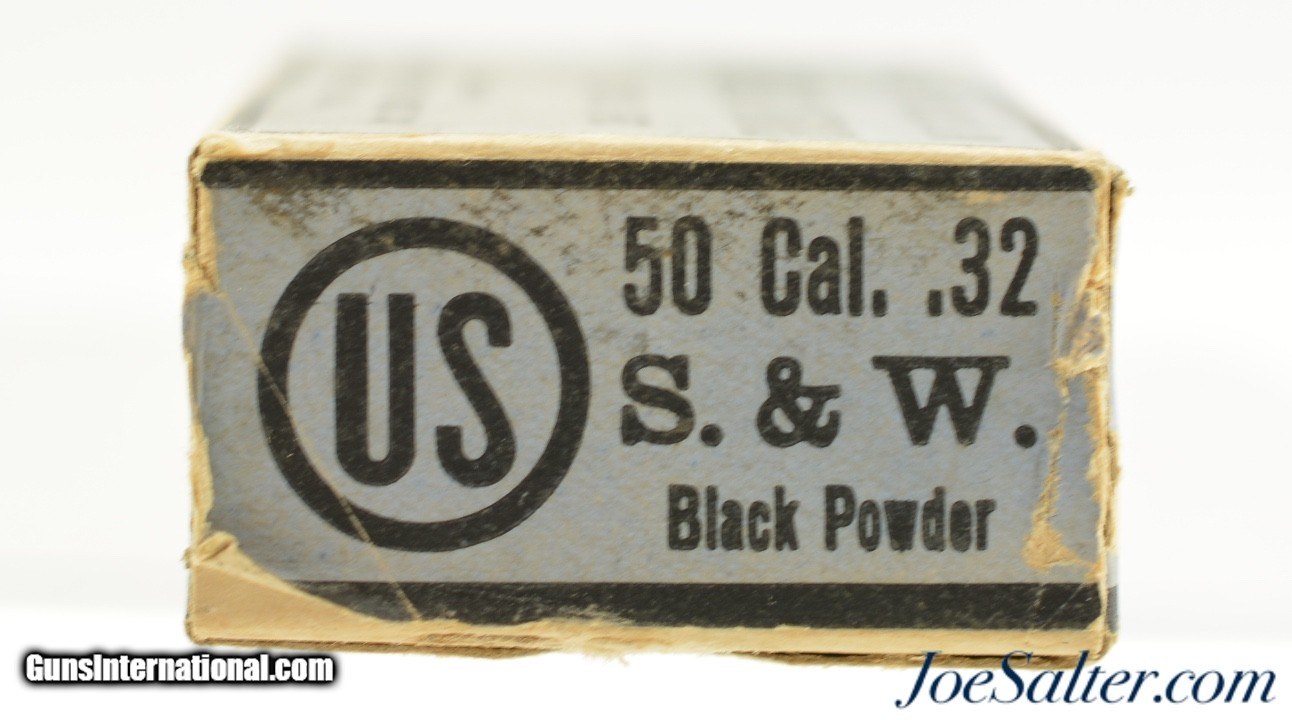 US
50 Cal. .32
S. & W.
Black Powder
GunsInternational.com
JoeSalter.com